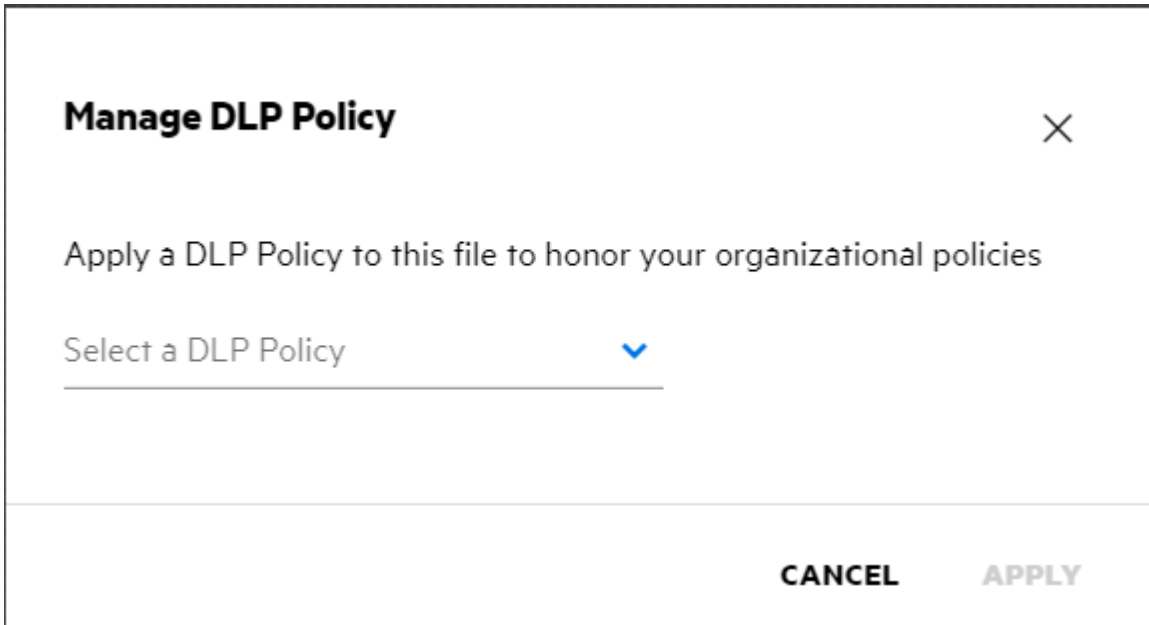 Manage DLP Policy
Apply a DLP Policy to this file to honor your organizational policies
Select a DLP Policy
CANCEL APPLY